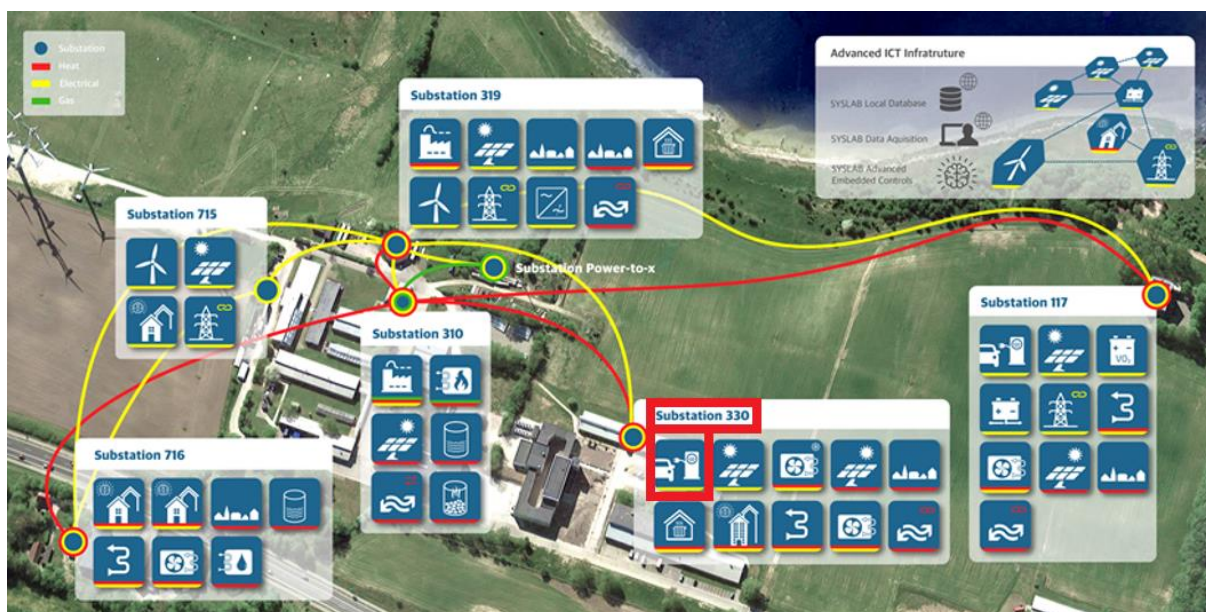 Substation
Heat
Electrical
Gas
Substation 319
Advanced ICT Infratruture
SYSLAB Local Database
SYSLAB Data Aquisition
SYSLAB Advanced
Embedded Controls
Substation 715
Substation Power-to-x
Substation 117
VO₂
Substation 310
Substation 330
Substation 716